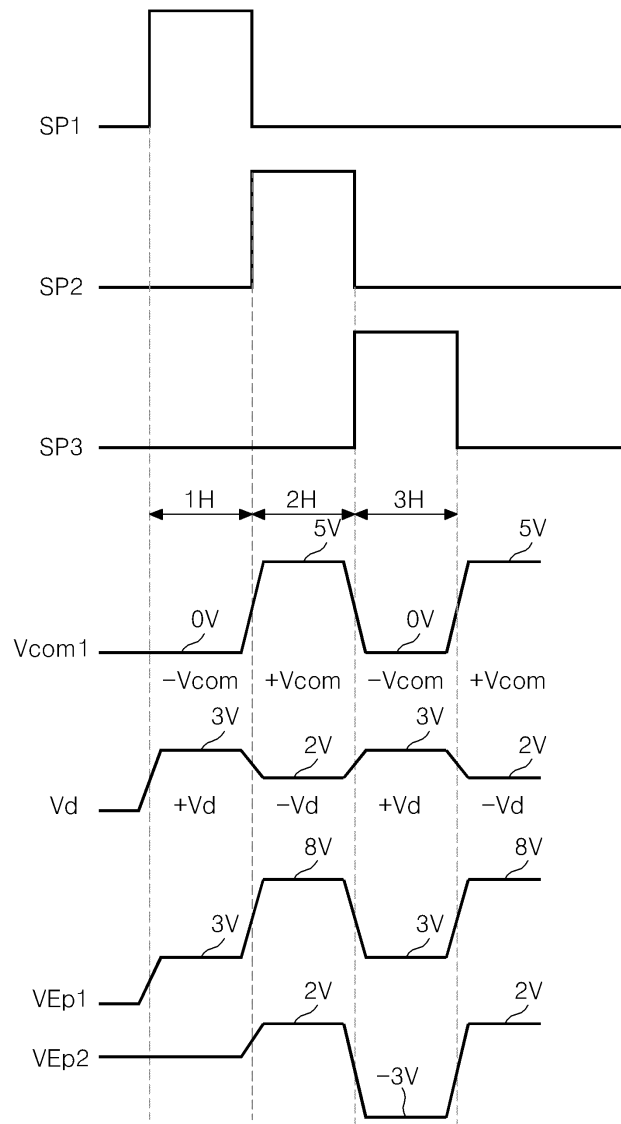 SP1
SP2
SP3
1H 2H 3H
5V 5V
0V 0V
Vcom1
−Vcom +Vcom −Vcom +Vcom
3V 3V
2V 2V
Vd
+Vd −Vd +Vd −Vd
8V 8V
3V 3V
VEp1
2V 2V
VEp2
−3V